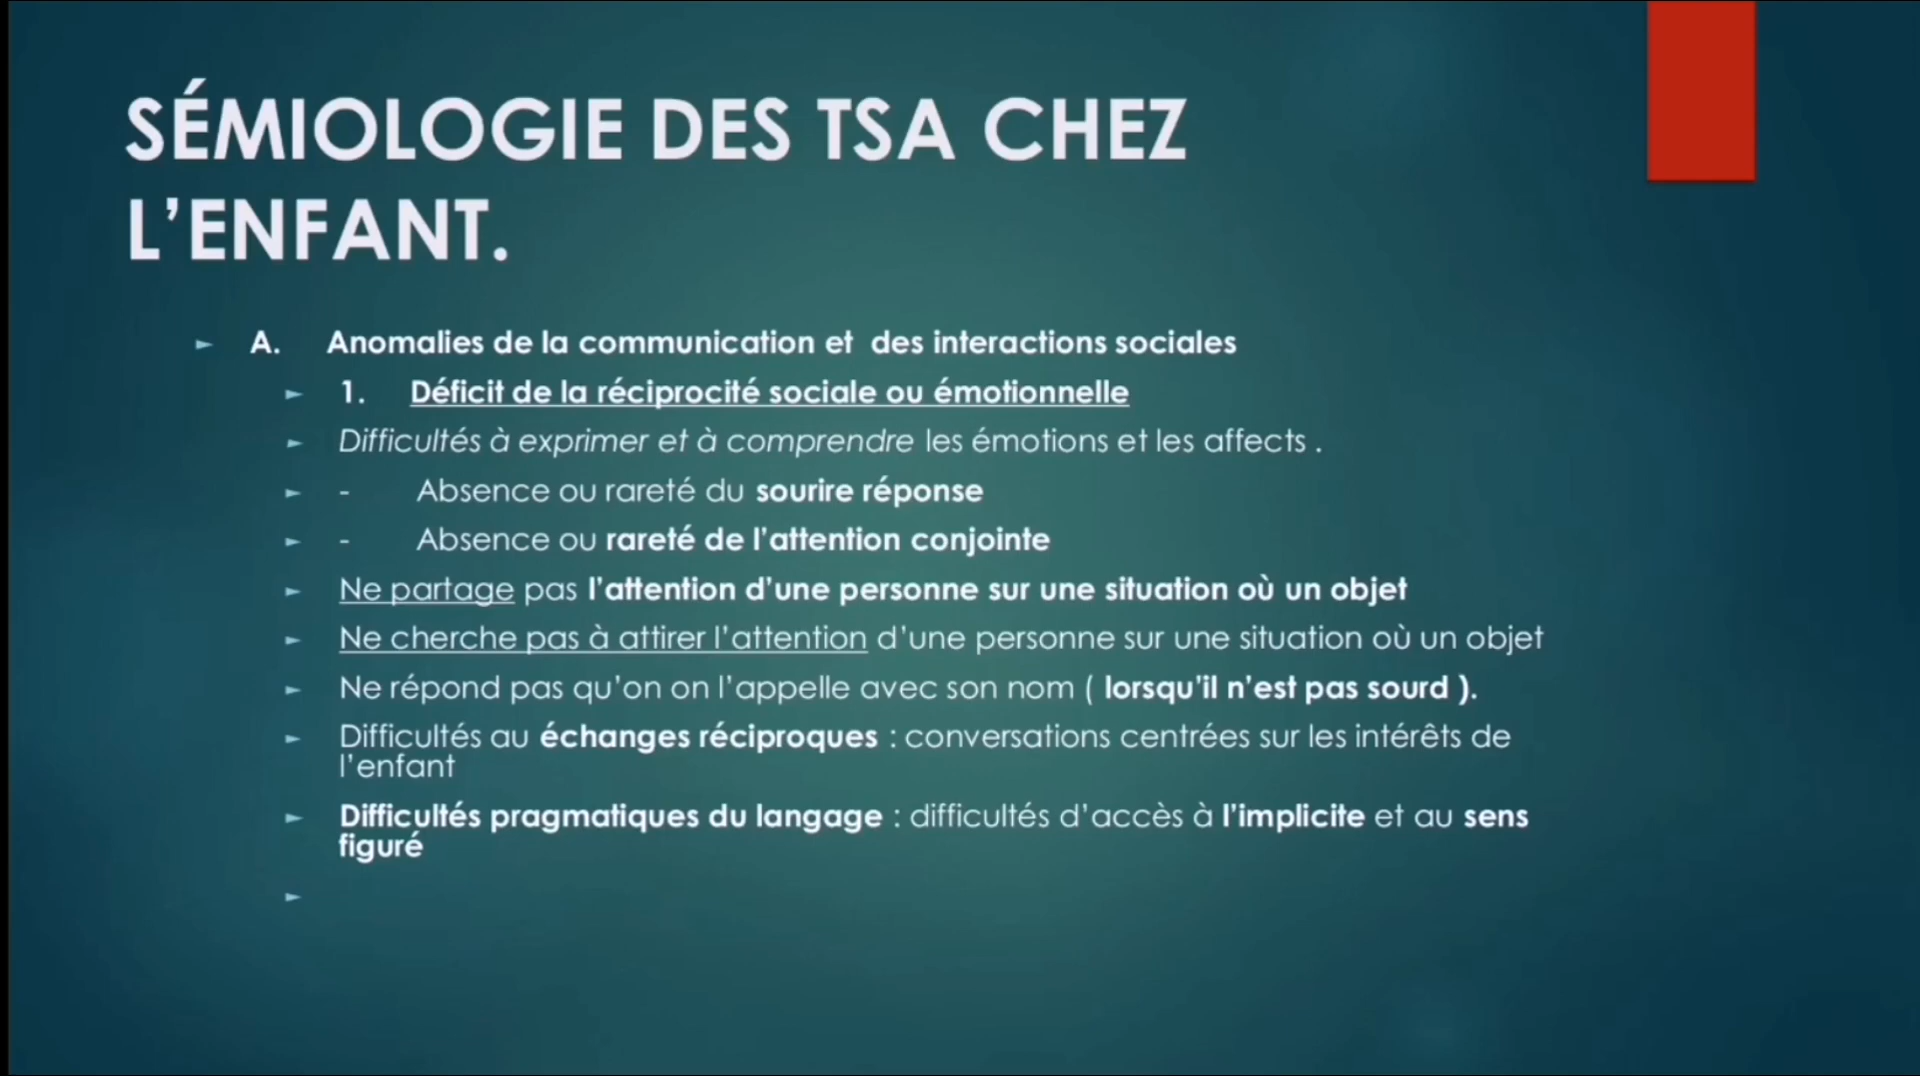 SÉMIOLOGIE DES TSA CHEZ
L’ENFANT.
A. Anomalies de la communication et des interactions sociales
1. Déficit de la réciprocité sociale ou émotionnelle
Difficultés à exprimer et à comprendre les émotions et les affects .
- Absence ou rareté du sourire réponse
- Absence ou rareté de l’attention conjointe
Ne partage pas l’attention d’une personne sur une situation où un objet
Ne cherche pas à attirer l’attention d’une personne sur une situation où un objet
Ne répond pas qu’on on l’appelle avec son nom ( lorsqu’il n’est pas sourd ).
Difficultés au échanges réciproques : conversations centrées sur les intérêts de
l’enfant
Difficultés pragmatiques du langage : difficultés d’accès à l’implicite et au sens
figuré